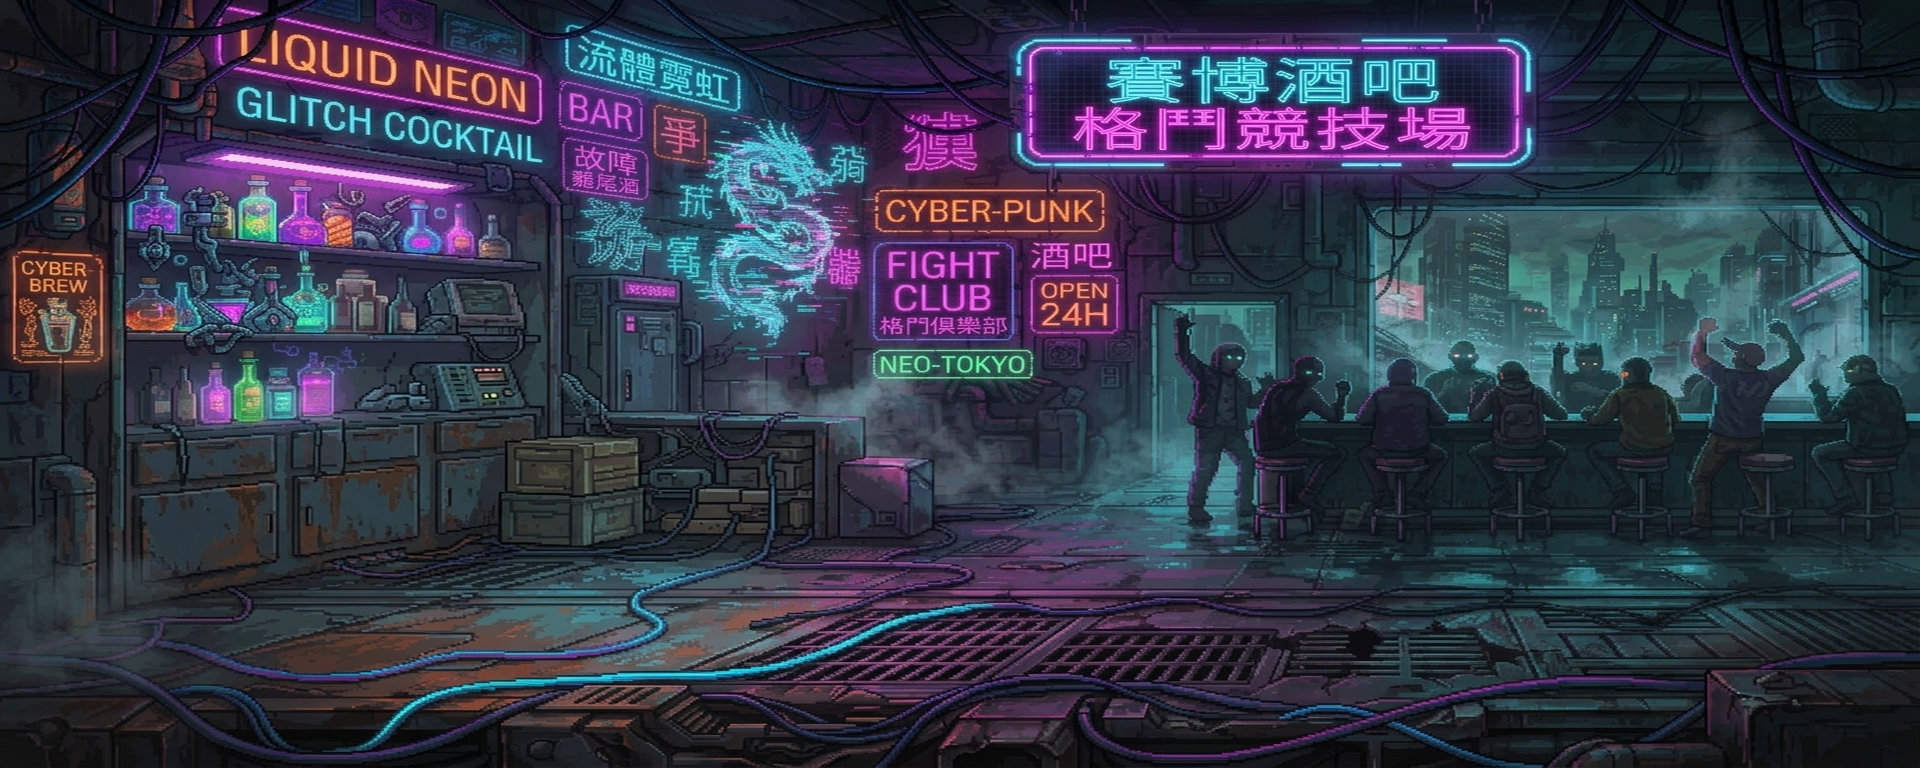 LIQUID NEON
GLITCH COCKTAIL
流體霓虹
BAR
爭
故障
雞尾酒
賽博酒吧
格鬥競技場
CYBER-PUNK
FIGHT
CLUB
格鬥俱樂部
酒吧
OPEN
24H
NEO-TOKYO
CYBER-
BREW